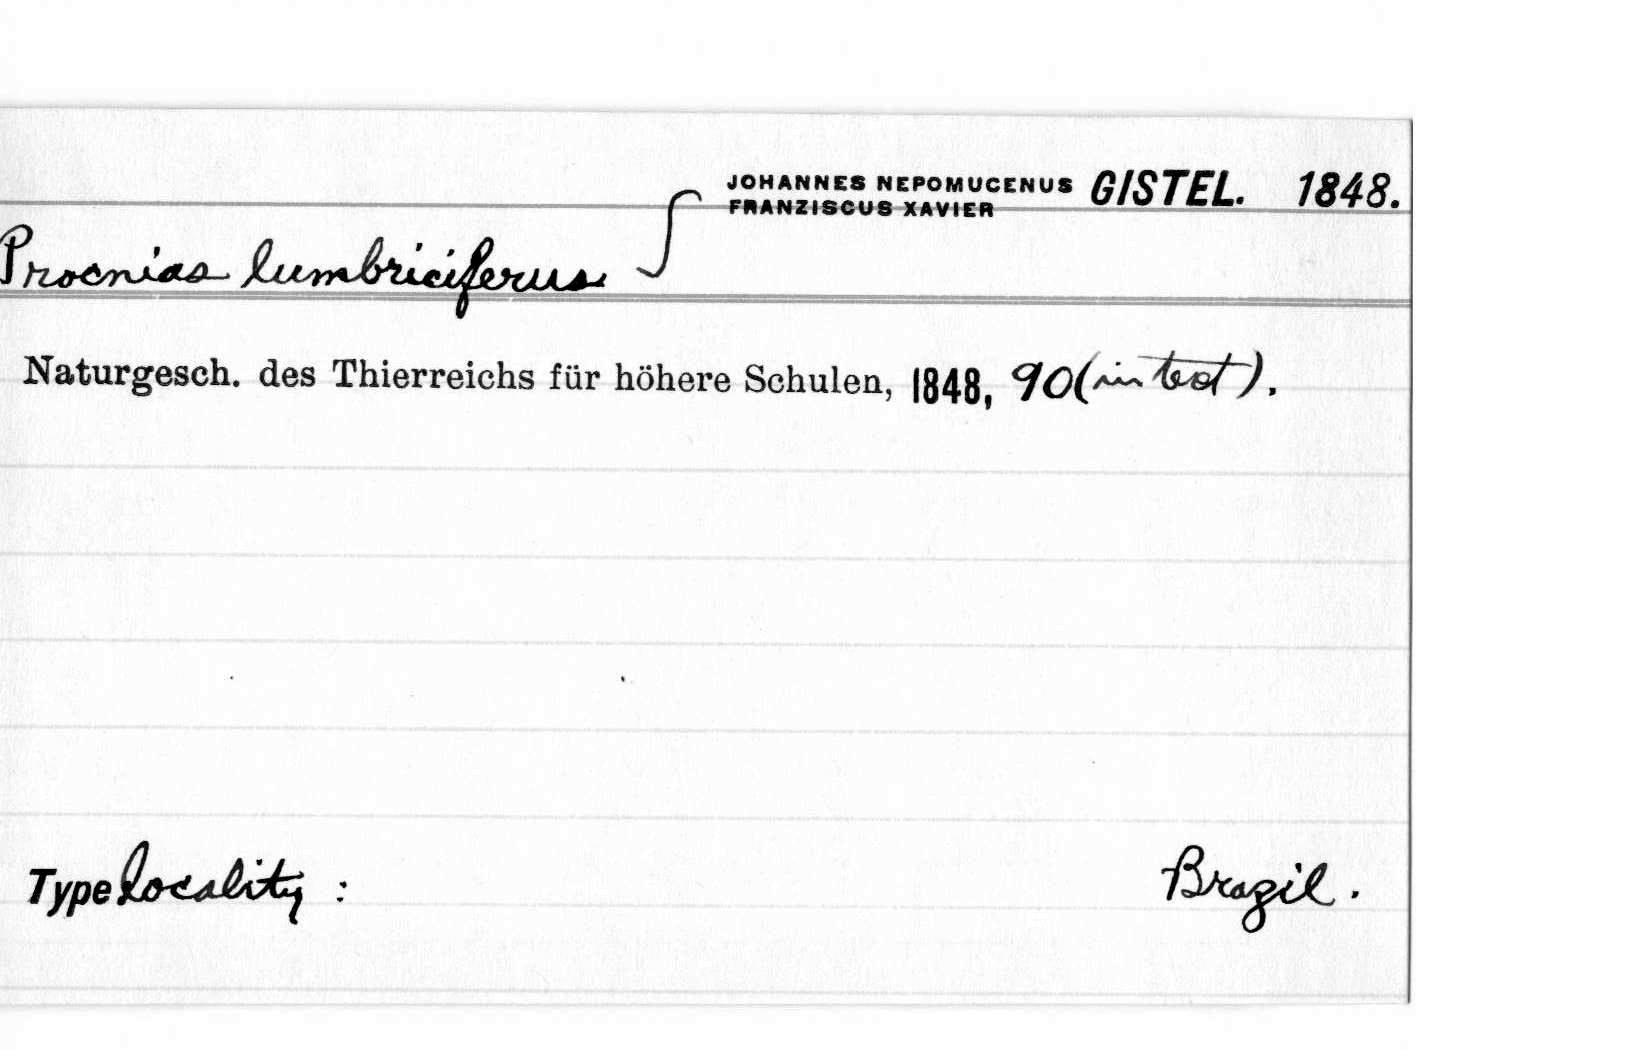 JOHANNES NEPOMUCENUS GISTEL. 1848.
FRANZISCUS XAVIER
Procnias lumbriciferus
Naturgesch. des Thierreichs für höhere Schulen, 1848, 90 (in text).
Type locality : Brazil.